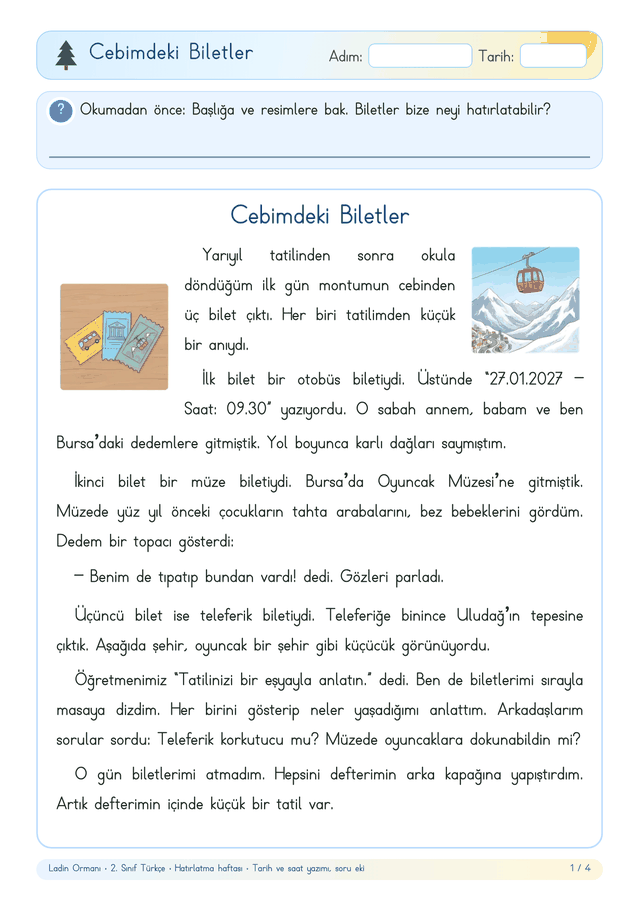 Cebimdeki Biletler
Adım:
Tarih:
? Okumadan önce: Başlığa ve resimlere bak. Biletler bize neyi hatırlatabilir?
Cebimdeki Biletler
Yarıyıl tatilinden sonra okula
döndüğüm ilk gün montumun cebinden
üç bilet çıktı. Her biri tatilimden küçük
bir anıydı.
İlk bilet bir otobüs biletiydi. Üstünde “27.01.2027 –
Saat: 09.30” yazıyordu. O sabah annem, babam ve ben
Bursa’daki dedemlere gitmiştik. Yol boyunca karlı dağları saymıştım.
İkinci bilet bir müze biletiydi. Bursa’da Oyuncak Müzesi’ne gitmiştik.
Müzede yüz yıl önceki çocukların tahta arabalarını, bez bebeklerini gördüm.
Dedem bir topacı gösterdi:
– Benim de tıpatıp bundan vardı! dedi. Gözleri parladı.
Üçüncü bilet ise teleferik biletiydi. Teleferiğe binince Uludağ’ın tepesine
çıktık. Aşağıda şehir, oyuncak bir şehir gibi küçücük görünüyordu.
Öğretmenimiz “Tatilinizi bir eşyayla anlatın.” dedi. Ben de biletlerimi sırayla
masaya dizdim. Her birini gösterip neler yaşadığımı anlattım. Arkadaşlarım
sorular sordu: Teleferik korkutucu mu? Müzede oyuncaklara dokunabildin mi?
O gün biletlerimi atmadım. Hepsini defterimin arka kapağına yapıştırdım.
Artık defterimin içinde küçük bir tatil var.
Ladin Ormanı • 2. Sınıf Türkçe • Hatırlatma haftası • Tarih ve saat yazımı, soru eki
1 / 4